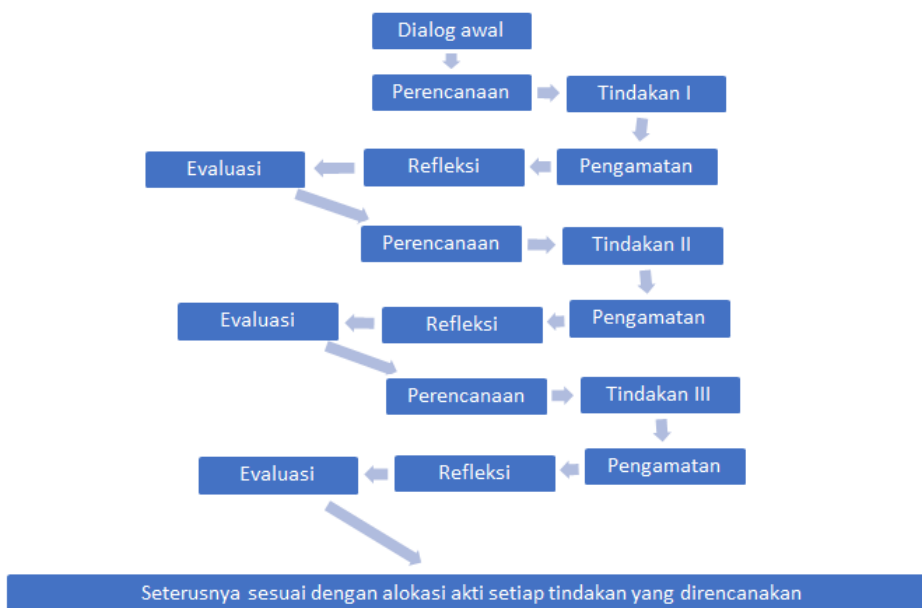 Dialog awal
Perencanaan
Tindakan I
Pengamatan
Refleksi
Evaluasi
Perencanaan
Tindakan II
Pengamatan
Refleksi
Evaluasi
Perencanaan
Tindakan III
Pengamatan
Refleksi
Evaluasi
Seterusnya sesuai dengan alokasi akti setiap tindakan yang direncanakan